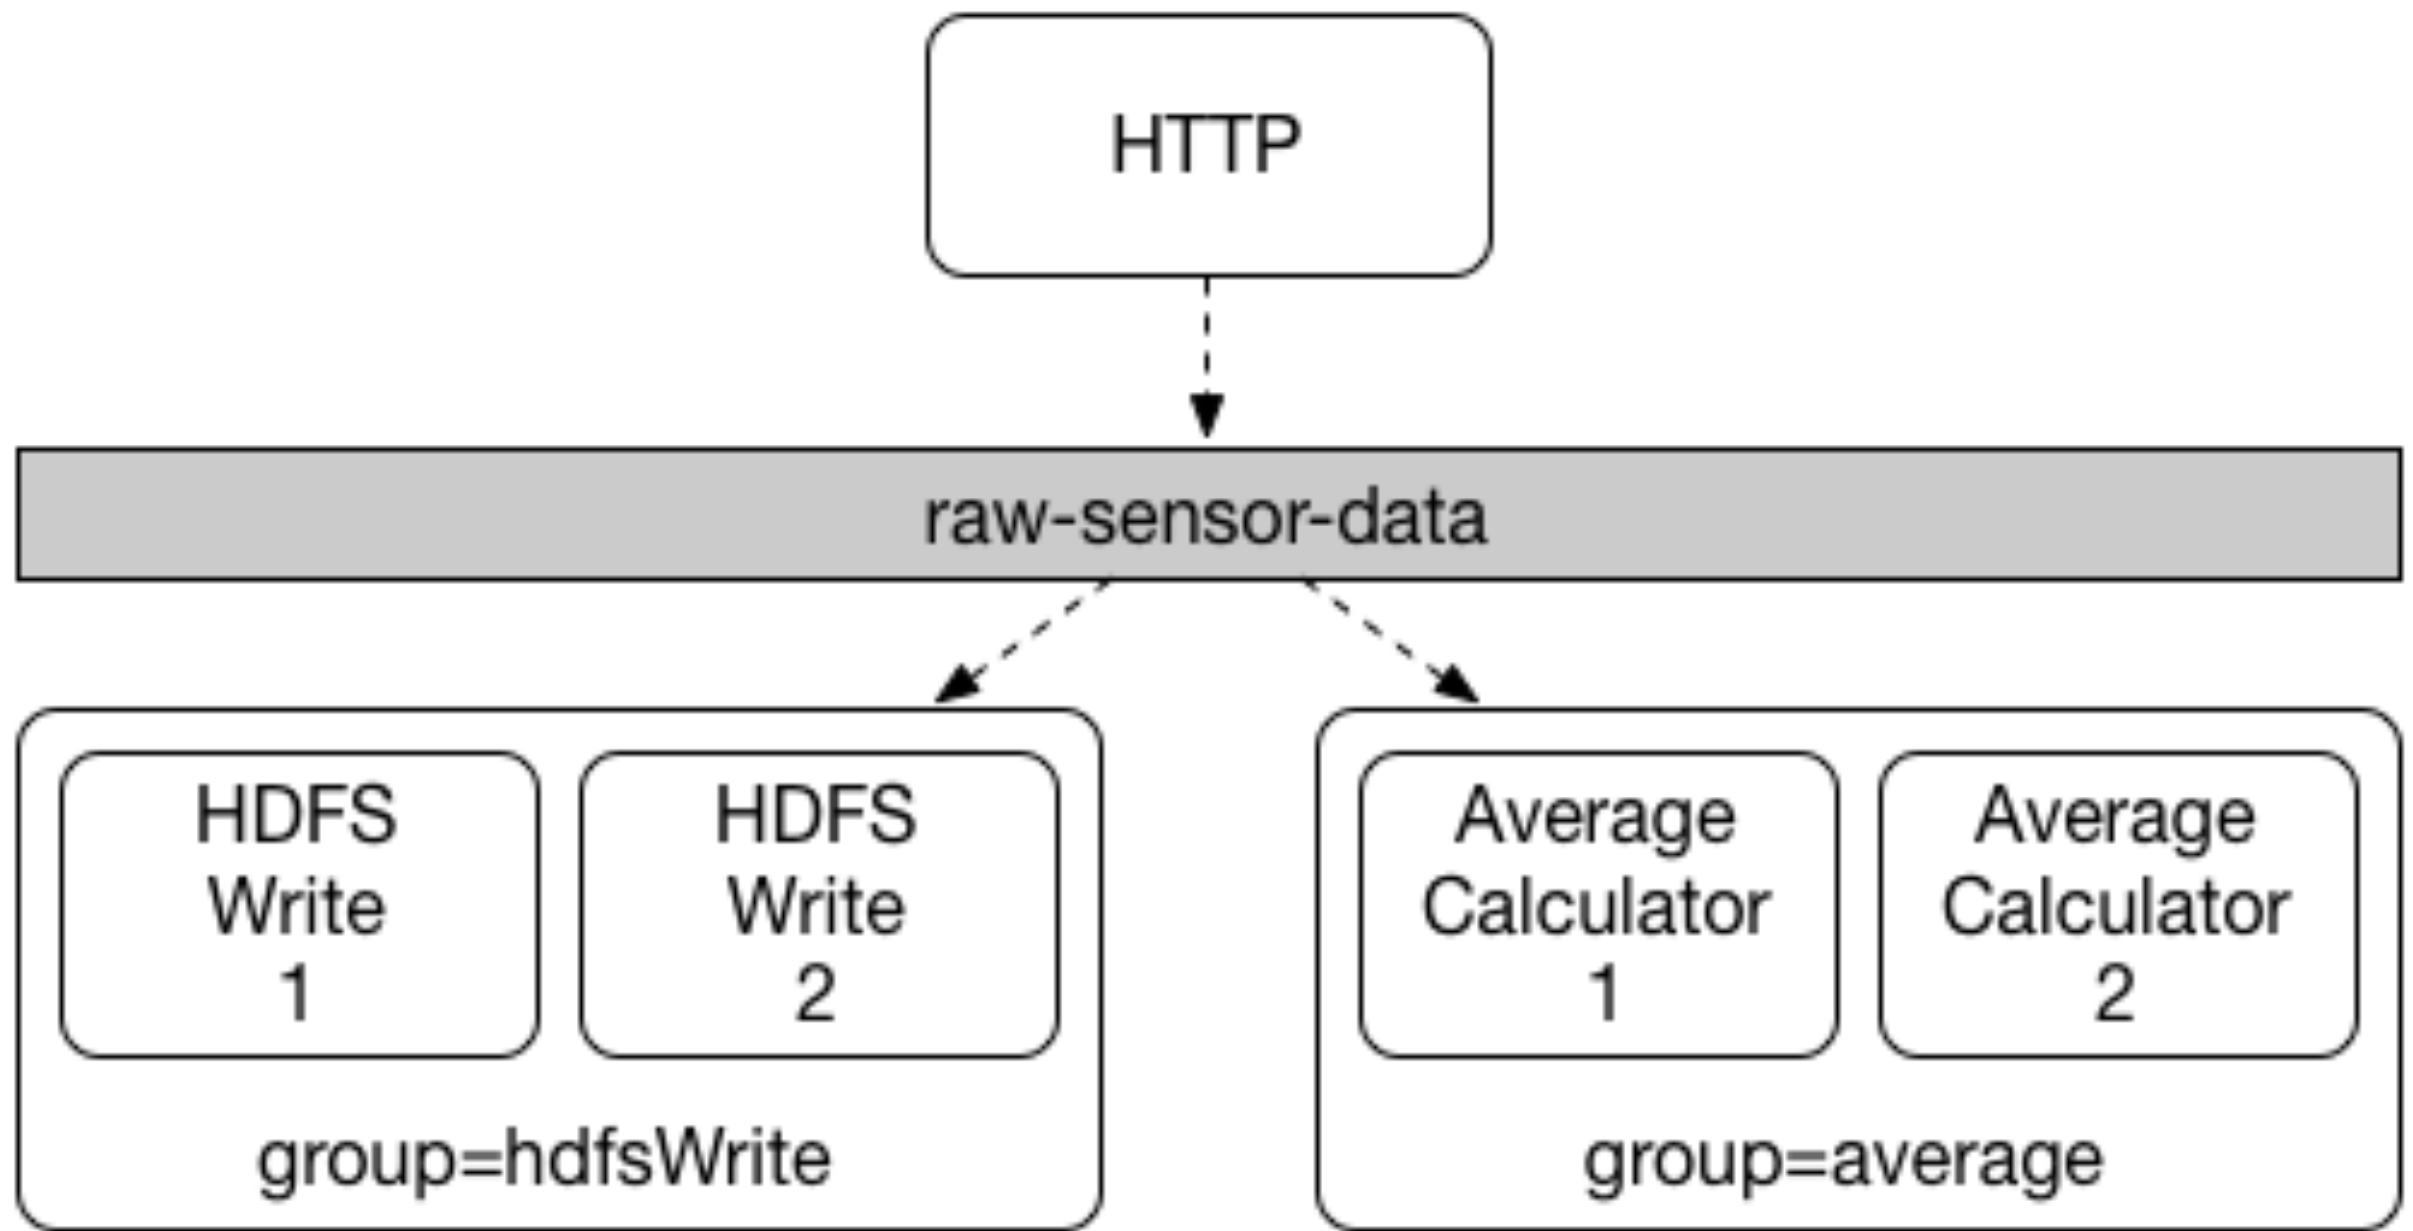 HTTP
raw-sensor-data
HDFS
Write
1
HDFS
Write
2
Average
Calculator
1
Average
Calculator
2
group=hdfsWrite
group=average